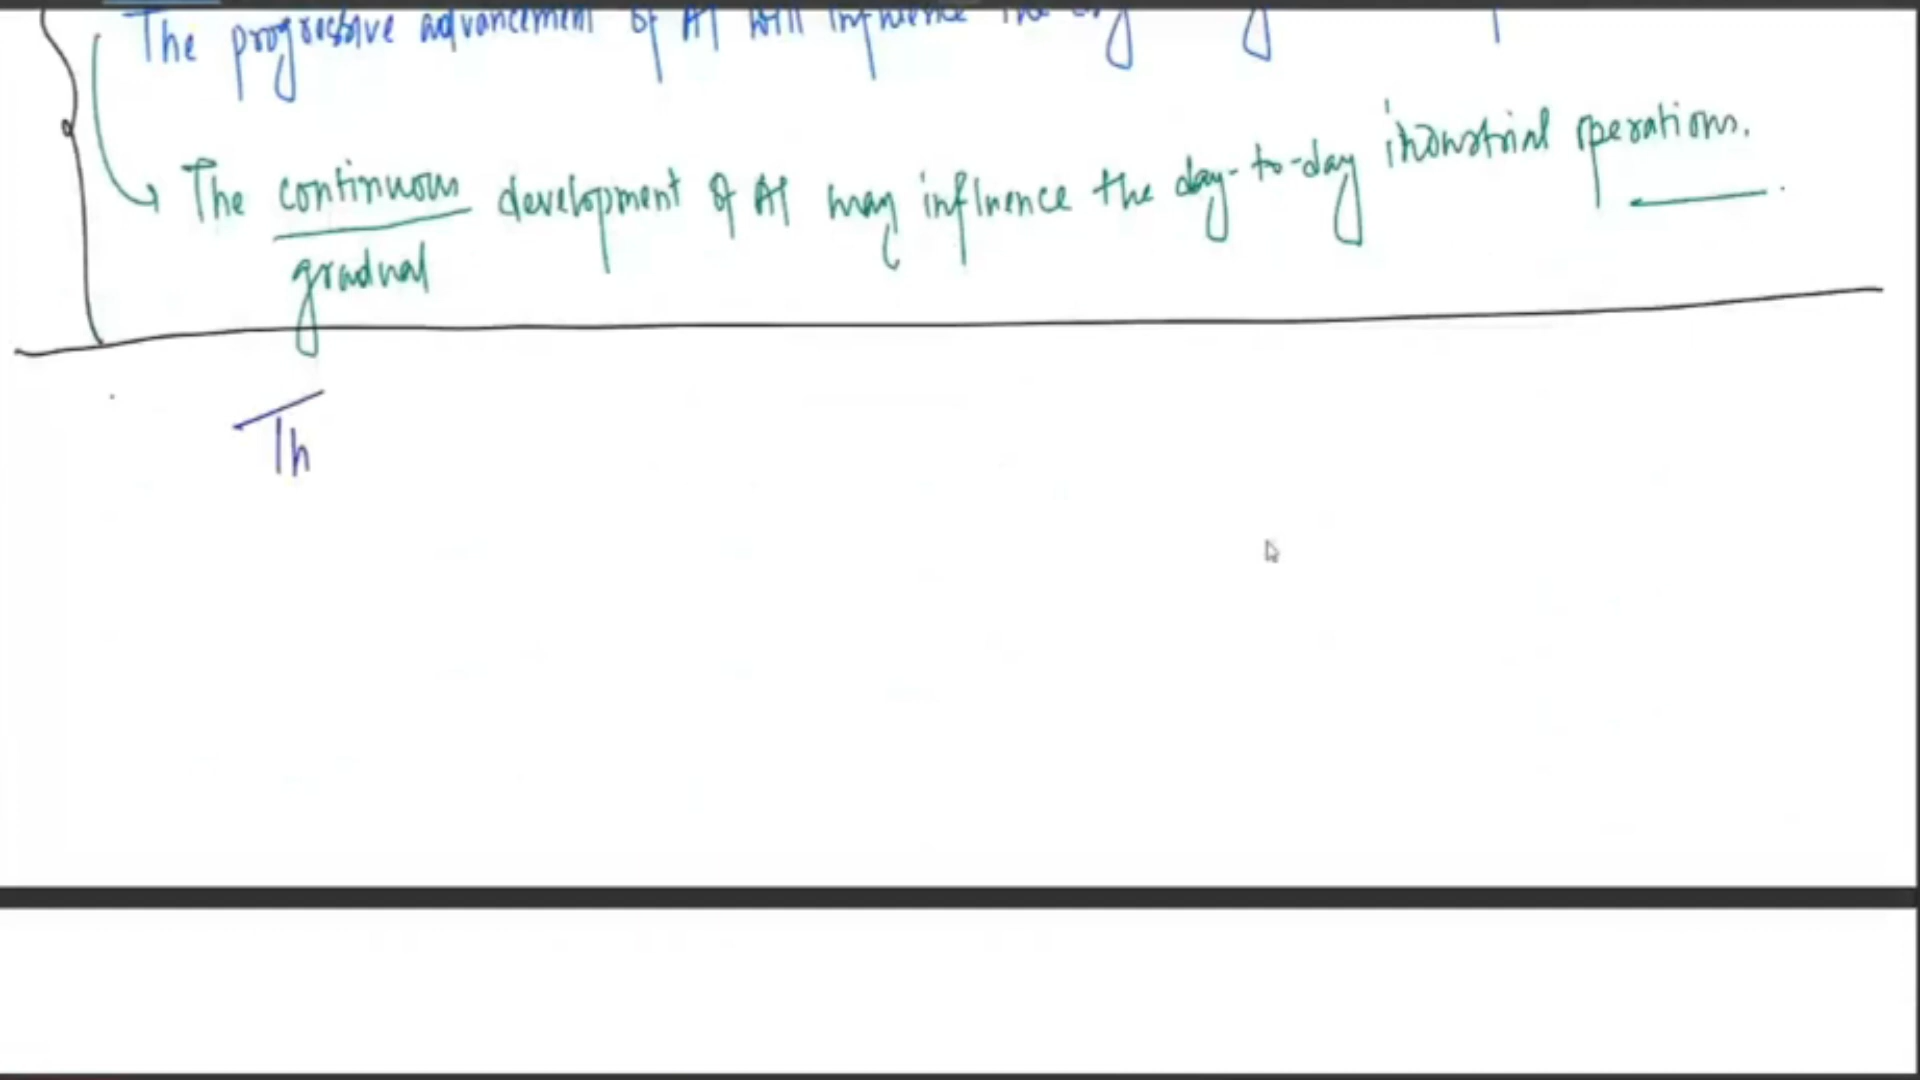 The progressive advancement of AI will influence the
The continuous development of AI may influence the day-to-day industrial operations.
gradual
Th